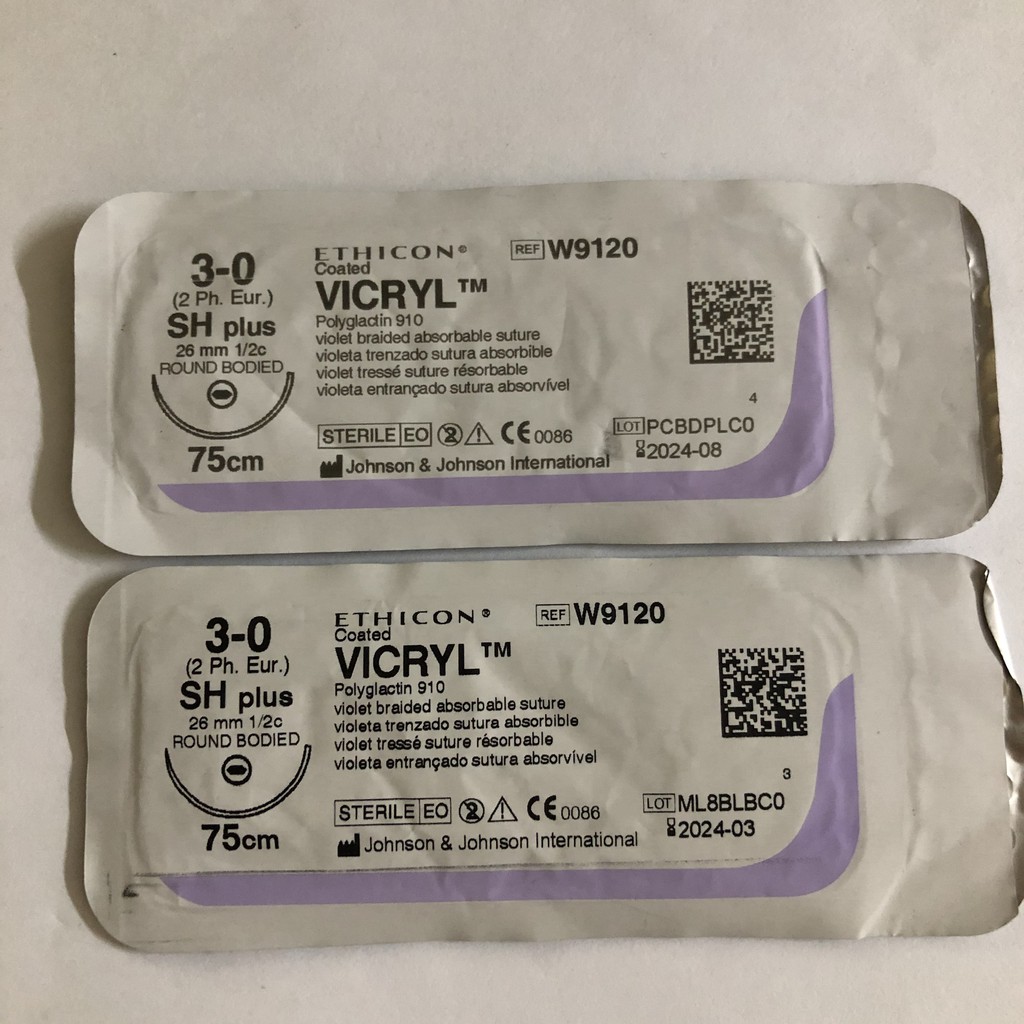 3-0
(2 Ph. Eur.)
SH plus
26 mm 1/2c
ROUND BODIED
75cm
ETHICON®
Coated
VICRYL™
Polyglactin 910
violet braided absorbable suture
violeta trenzado sutura absorbible
violet tressé suture résorbable
violeta entrançado sutura absorvível
STERILE EO 2 CE 0086
Johnson & Johnson International
REF W9120
4
LOT PCBDPLC0
2024-08
3-0
(2 Ph. Eur.)
SH plus
26 mm 1/2c
ROUND BODIED
75cm
ETHICON®
Coated
VICRYL™
Polyglactin 910
violet braided absorbable suture
violeta trenzado sutura absorbible
violet tressé suture résorbable
violeta entrançado sutura absorvível
STERILE EO 2 CE 0086
Johnson & Johnson International
REF W9120
3
LOT ML8BLBC0
2024-03